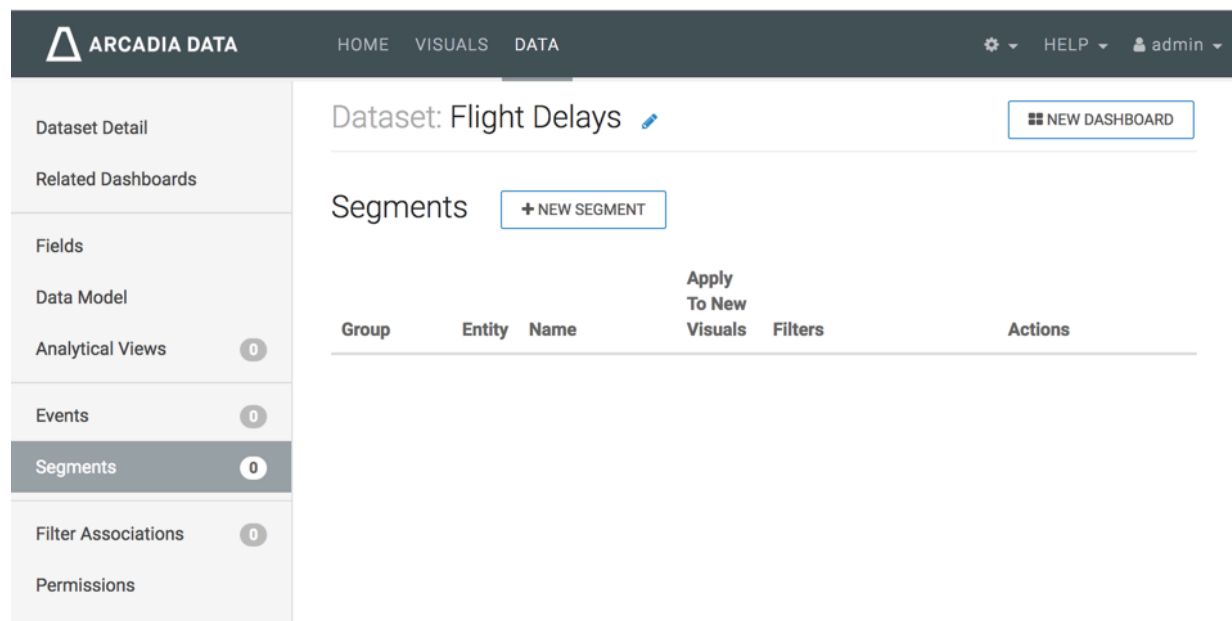 ARCADIA DATA HOME VISUALS DATA HELP admin
Dataset Detail
Related Dashboards
Fields
Data Model
Analytical Views 0
Events 0
Segments 0
Filter Associations 0
Permissions
Dataset: Flight Delays NEW DASHBOARD
Segments + NEW SEGMENT
Group Entity Name Apply To New Visuals Filters Actions